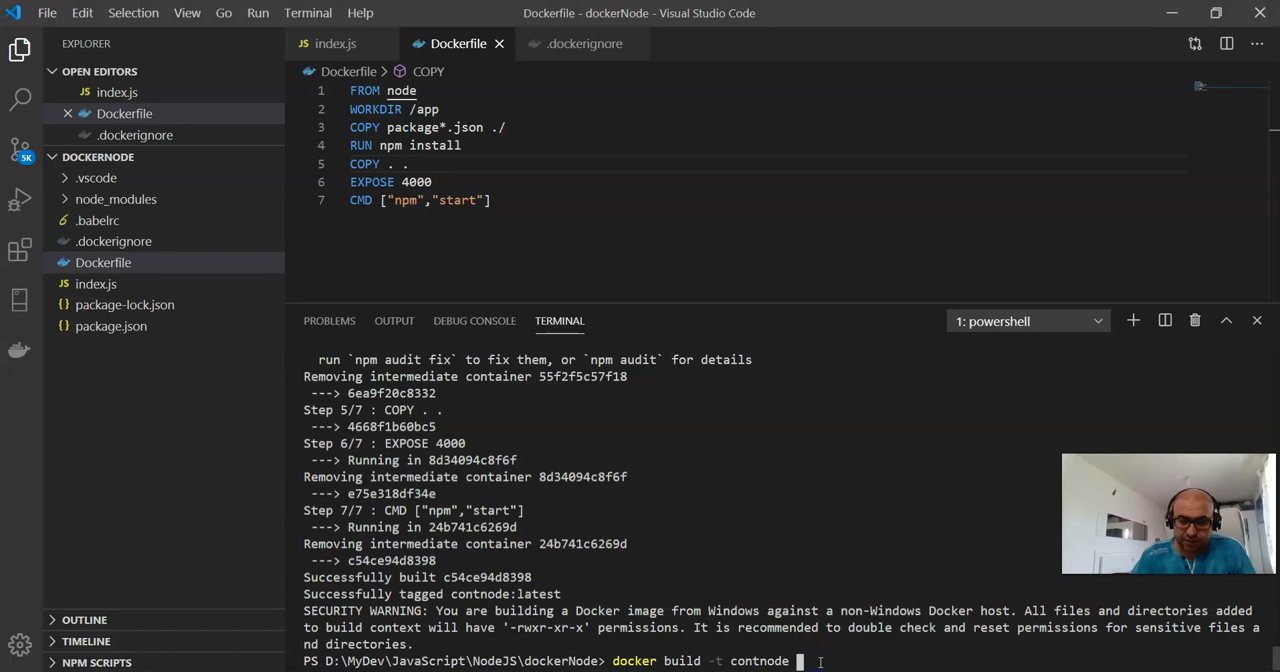 File Edit Selection View Go Run Terminal Help
Dockerfile - dockerNode - Visual Studio Code
EXPLORER
OPEN EDITORS
JS index.js
Dockerfile
.dockerignore
DOCKERNODE
.vscode
node_modules
.babelrc
.dockerignore
Dockerfile
JS index.js
{} package-lock.json
{} package.json
OUTLINE
TIMELINE
NPM SCRIPTS
5K
JS index.js Dockerfile .dockerignore
Dockerfile > COPY
1 FROM node
2 WORKDIR /app
3 COPY package*.json ./
4 RUN npm install
5 COPY . .
6 EXPOSE 4000
7 CMD ["npm","start"]
PROBLEMS OUTPUT DEBUG CONSOLE TERMINAL
1: powershell
run `npm audit fix` to fix them, or `npm audit` for details
Removing intermediate container 55f2f5c57f18
---> 6ea9f20c8332
Step 5/7 : COPY . .
---> 4668f1b60bc5
Step 6/7 : EXPOSE 4000
---> Running in 8d34094c8f6f
Removing intermediate container 8d34094c8f6f
---> e75e318df34e
Step 7/7 : CMD ["npm","start"]
---> Running in 24b741c6269d
Removing intermediate container 24b741c6269d
---> c54ce94d8398
Successfully built c54ce94d8398
Successfully tagged contnode:latest
SECURITY WARNING: You are building a Docker image from Windows against a non-Windows Docker host. All files and directories added
to build context will have '-rwxr-xr-x' permissions. It is recommended to double check and reset permissions for sensitive files a
nd directories.
PS D:\MyDev\JavaScript\NodeJS\dockerNode> docker build -t contnode